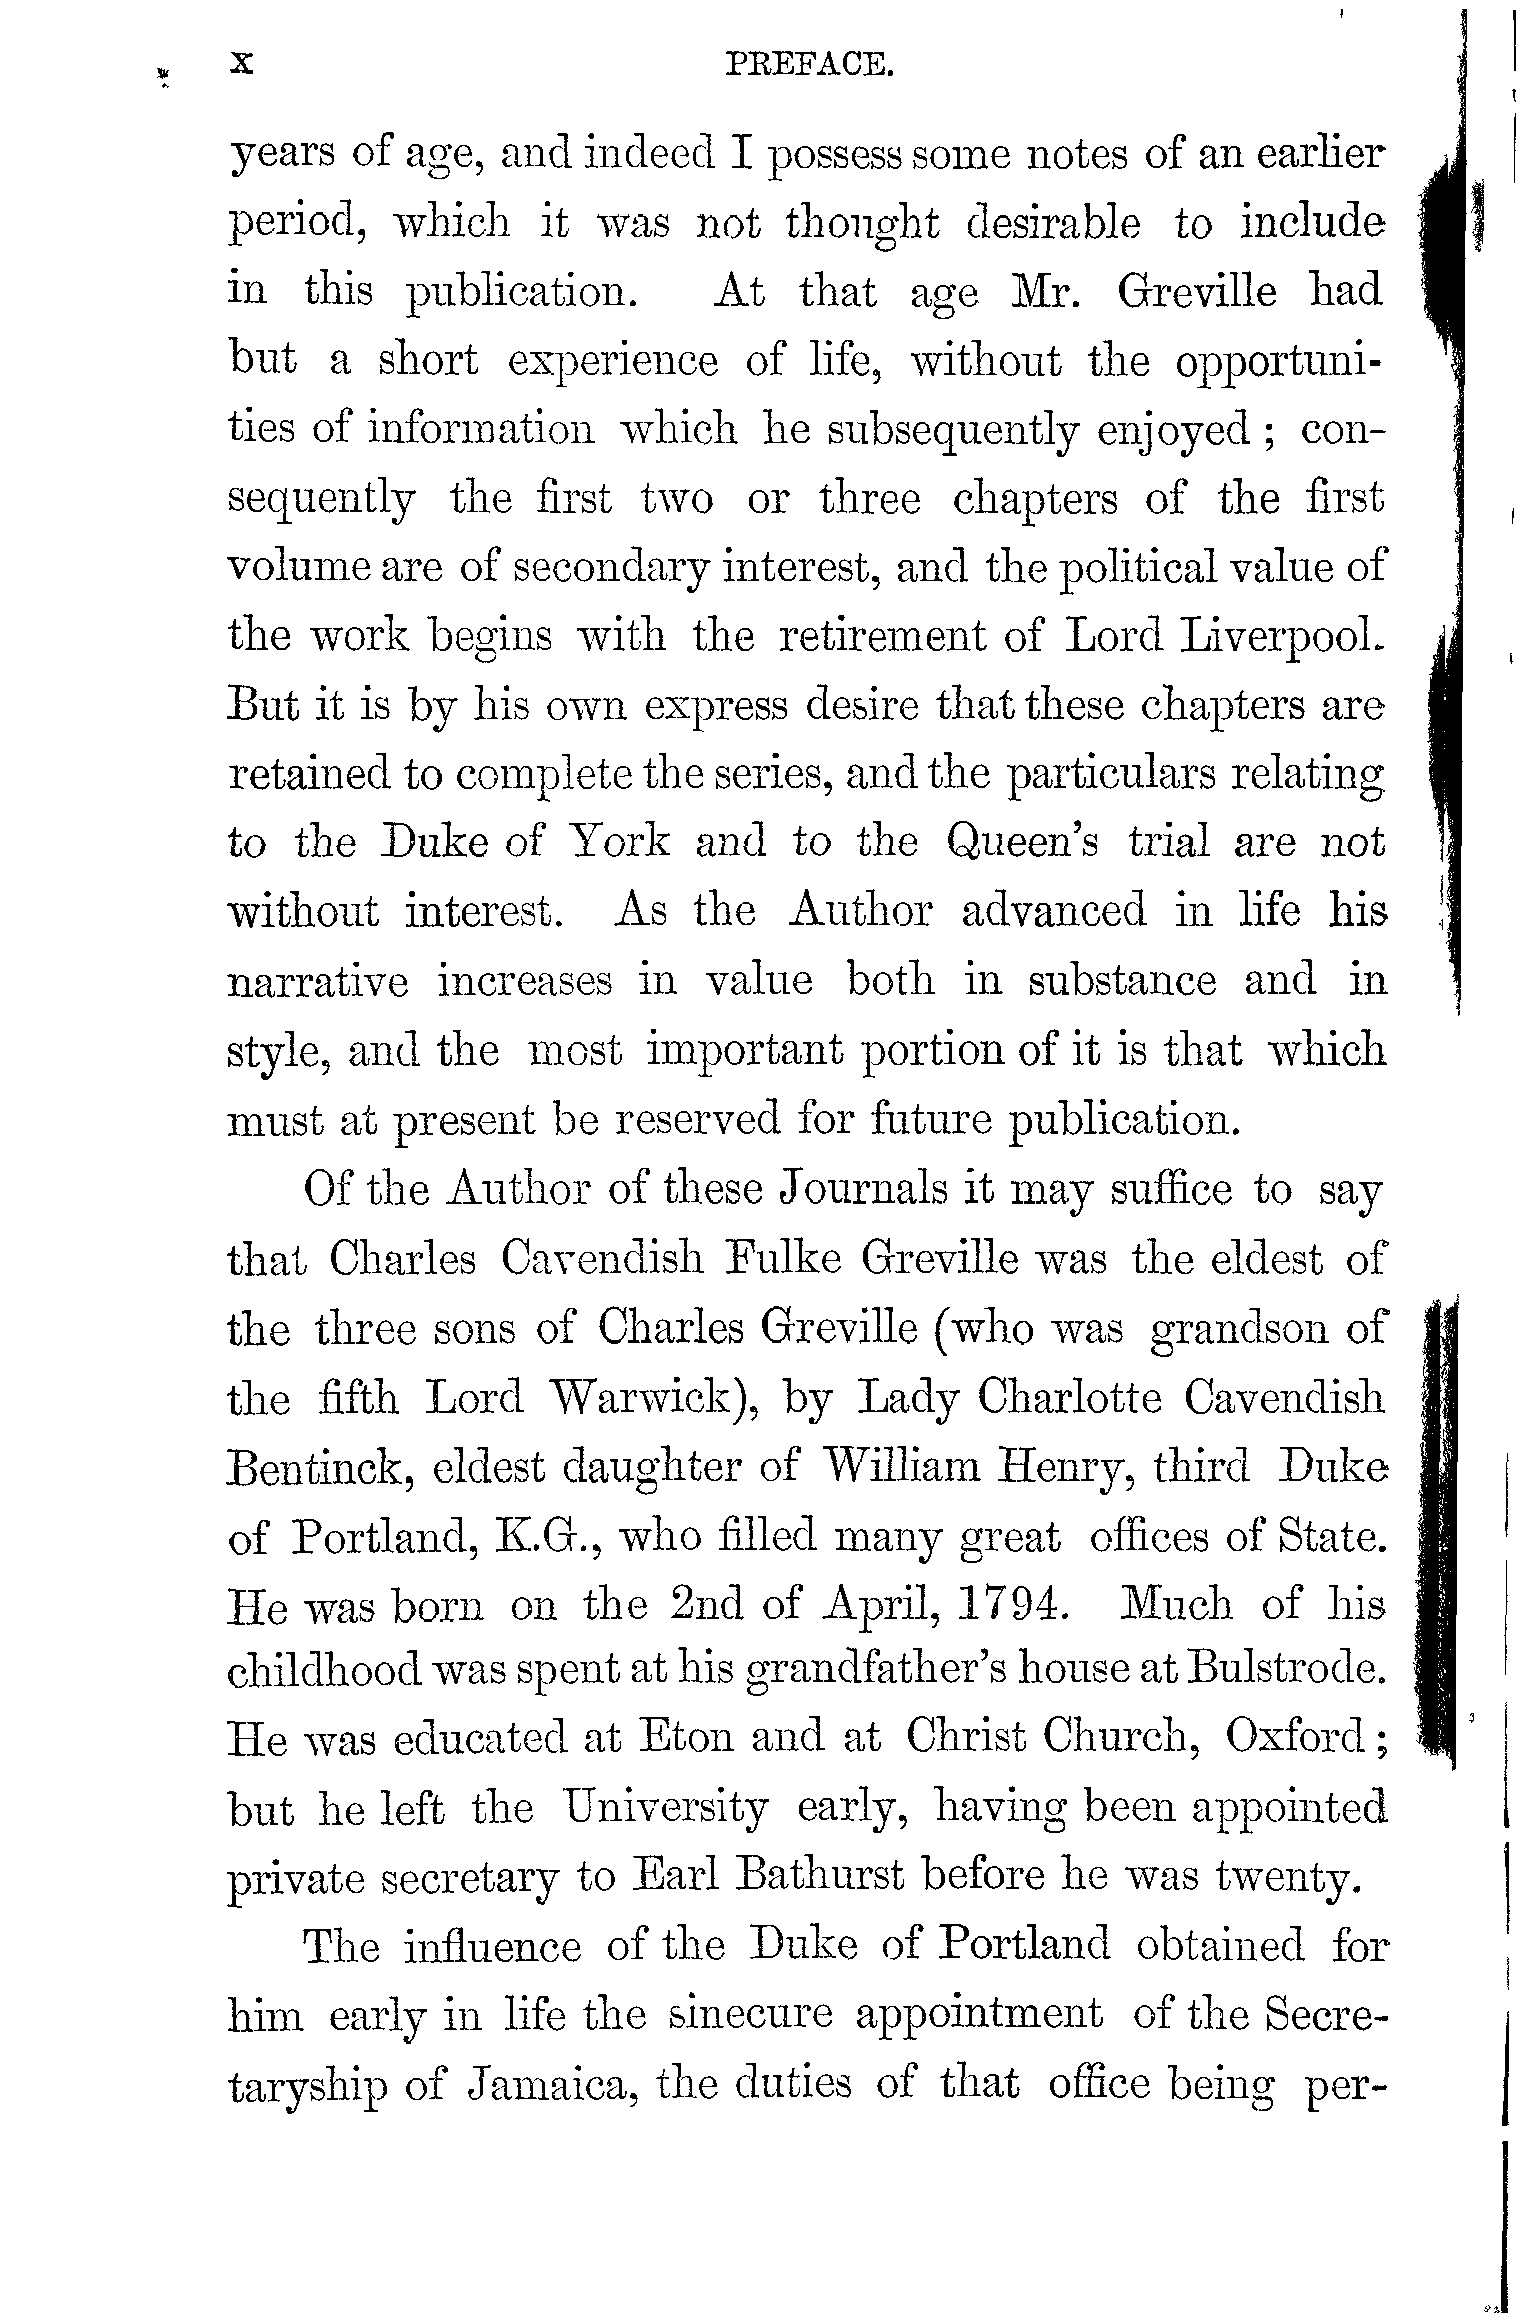 x PREFACE.
years of age, and indeed I possess some notes of an earlier
period, which it was not thought desirable to include
in this publication. At that age Mr. Greville had
but a short experience of life, without the opportuni-
ties of information which he subsequently enjoyed ; con-
sequently the first two or three chapters of the first
volume are of secondary interest, and the political value of
the work begins with the retirement of Lord Liverpool.
But it is by his own express desire that these chapters are
retained to complete the series, and the particulars relating
to the Duke of York and to the Queen's trial are not
without interest. As the Author advanced in life his
narrative increases in value both in substance and in
style, and the most important portion of it is that which
must at present be reserved for future publication.
Of the Author of these Journals it may suffice to say
that Charles Cavendish Fulke Greville was the eldest of
the three sons of Charles Greville (who was grandson of
the fifth Lord Warwick), by Lady Charlotte Cavendish
Bentinck, eldest daughter of William Henry, third Duke
of Portland, K.G., who filled many great offices of State.
He was born on the 2nd of April, 1794. Much of his
childhood was spent at his grandfather's house at Bulstrode.
He was educated at Eton and at Christ Church, Oxford ;
but he left the University early, having been appointed
private secretary to Earl Bathurst before he was twenty.
The influence of the Duke of Portland obtained for
him early in life the sinecure appointment of the Secre-
taryship of Jamaica, the duties of that office being per-